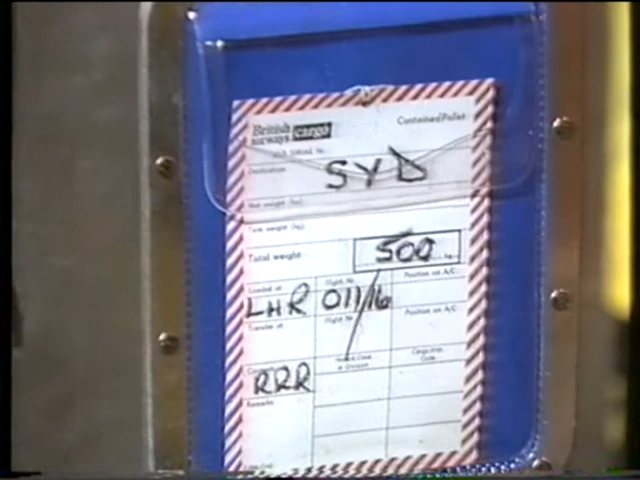 British
airways cargo
Container/Pallet
Destination
SYD
Net weight (kg)
Tare weight (kg)
Total weight
500 kg
Loaded at
Flight No
Position on A/C
LHR 011/16
Transfer at
Flight No
Position on A/C
RRR
Remarks